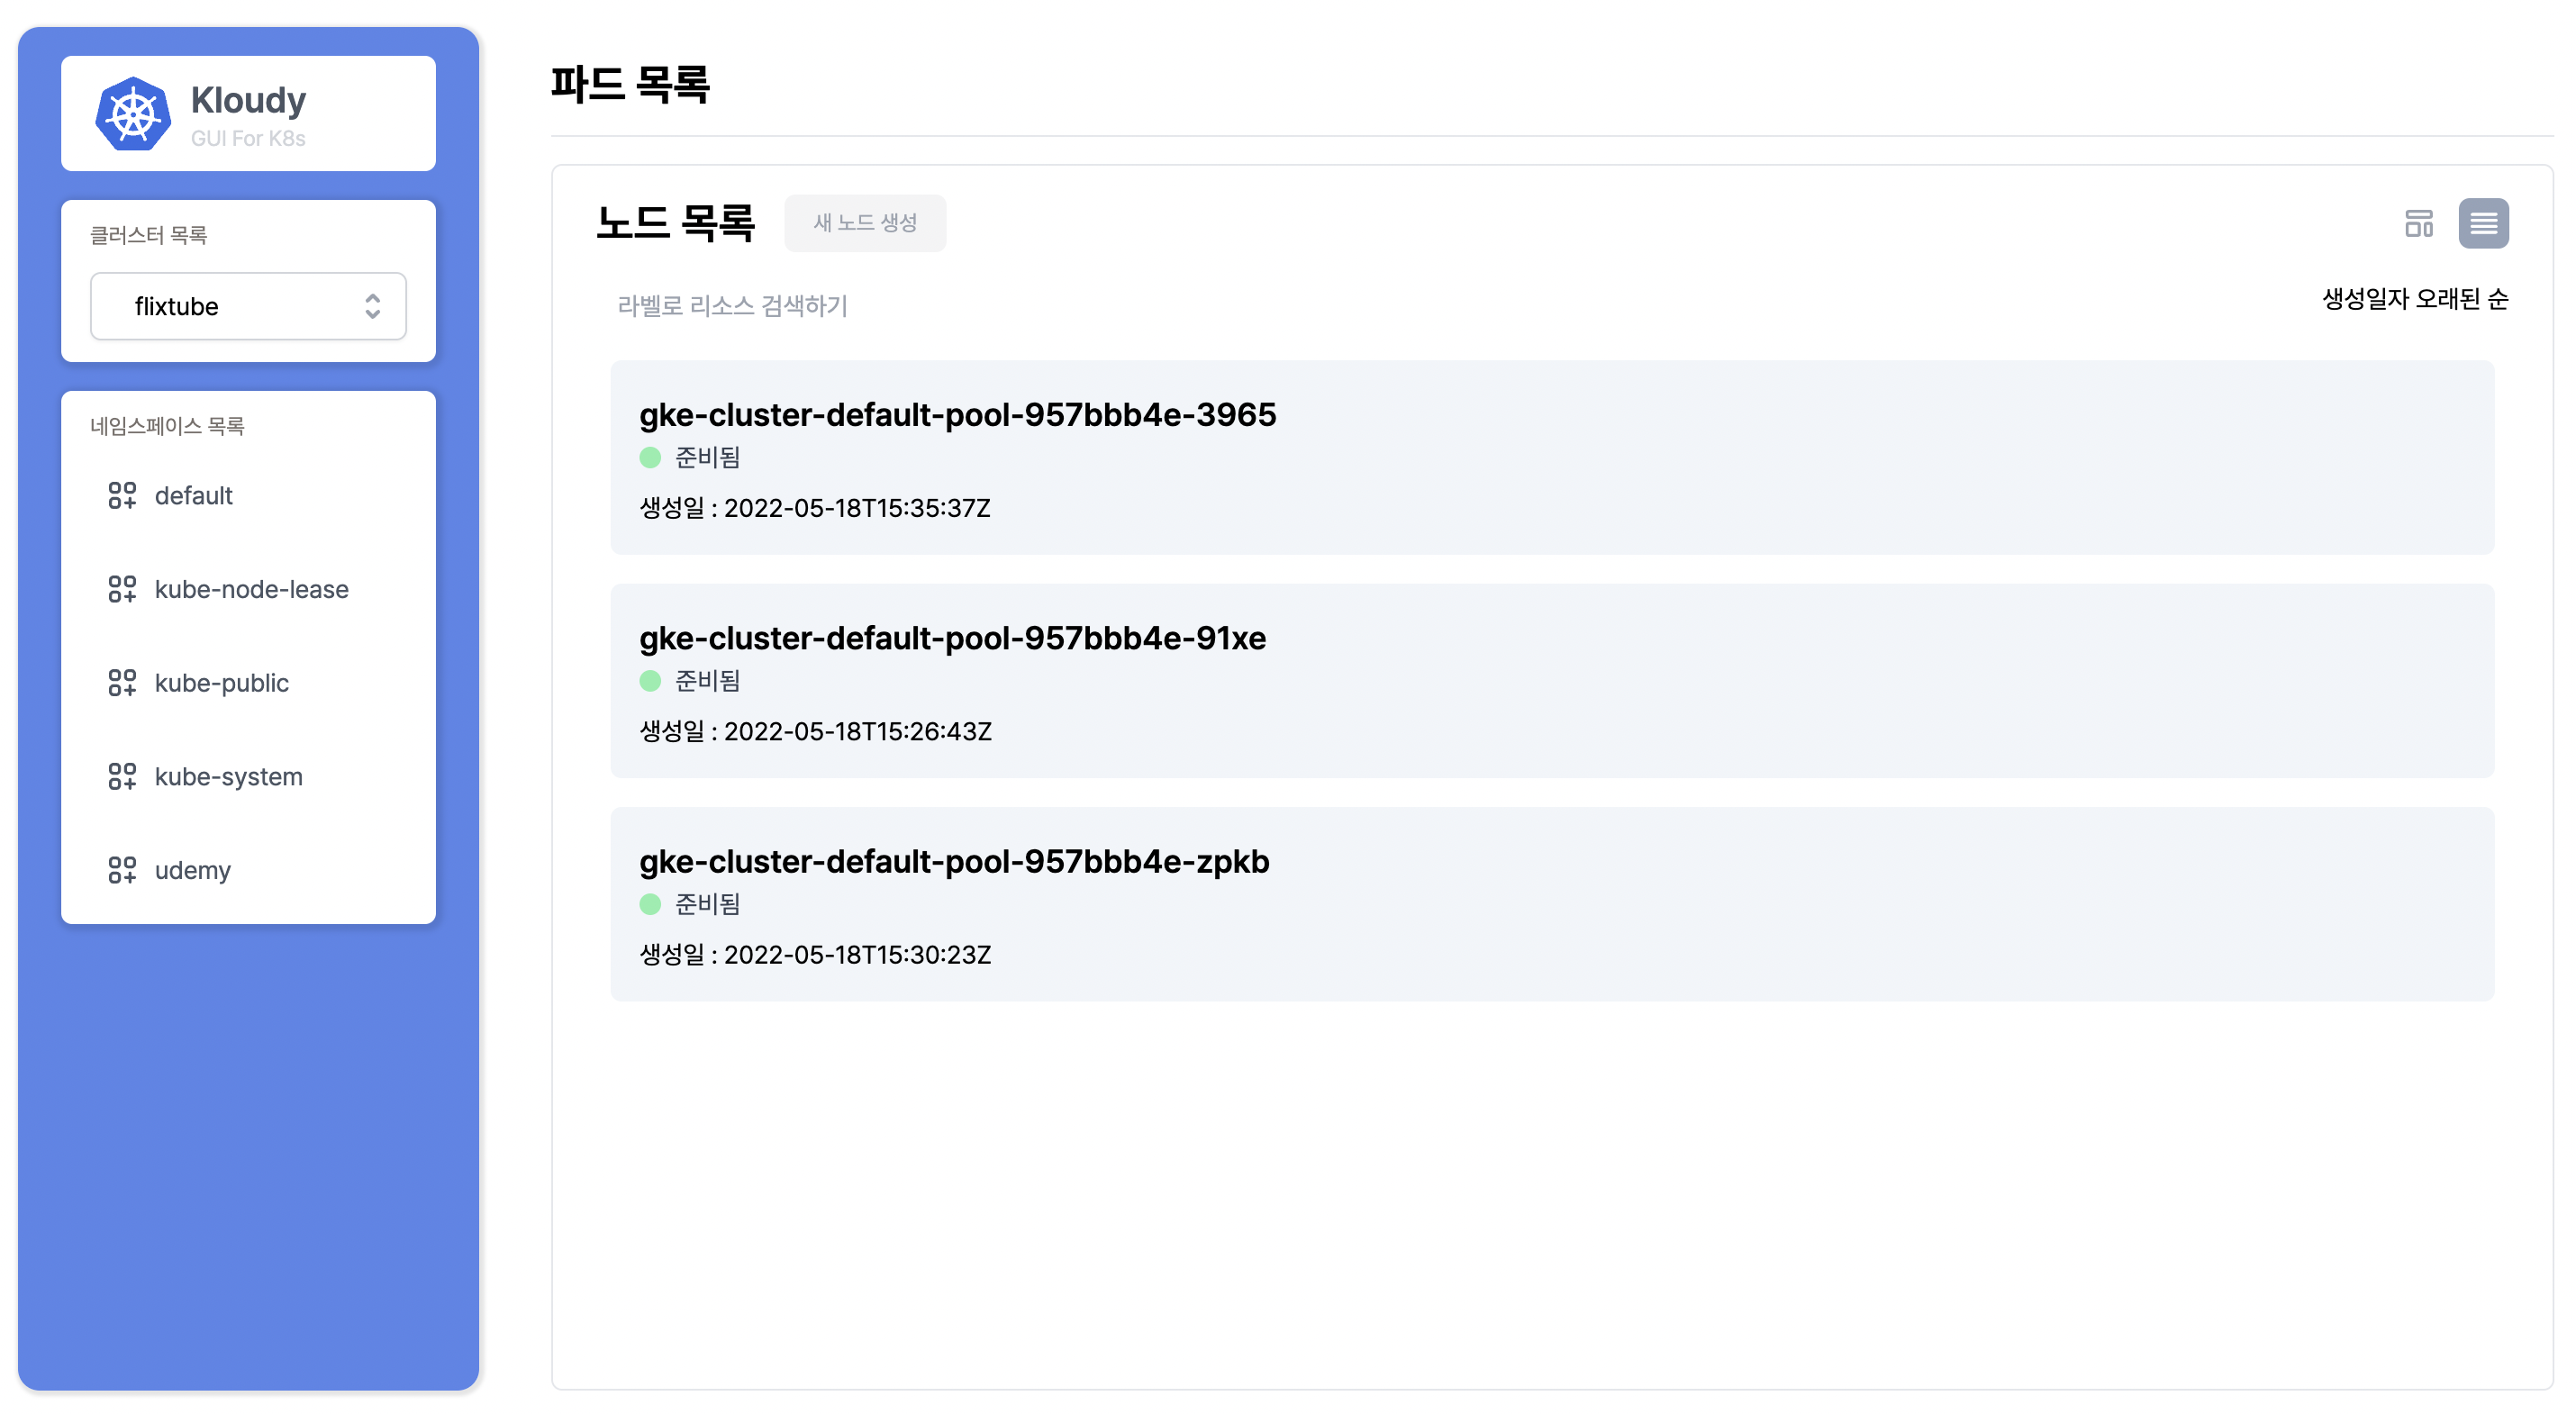 Kloudy
GUI For K8s
클러스터 목록
flixtube
네임스페이스 목록
default
kube-node-lease
kube-public
kube-system
udemy
파드 목록
노드 목록
새 노드 생성
라벨로 리소스 검색하기
생성일자 오래된 순
gke-cluster-default-pool-957bbb4e-3965
준비됨
생성일 : 2022-05-18T15:35:37Z
gke-cluster-default-pool-957bbb4e-91xe
준비됨
생성일 : 2022-05-18T15:26:43Z
gke-cluster-default-pool-957bbb4e-zpkb
준비됨
생성일 : 2022-05-18T15:30:23Z